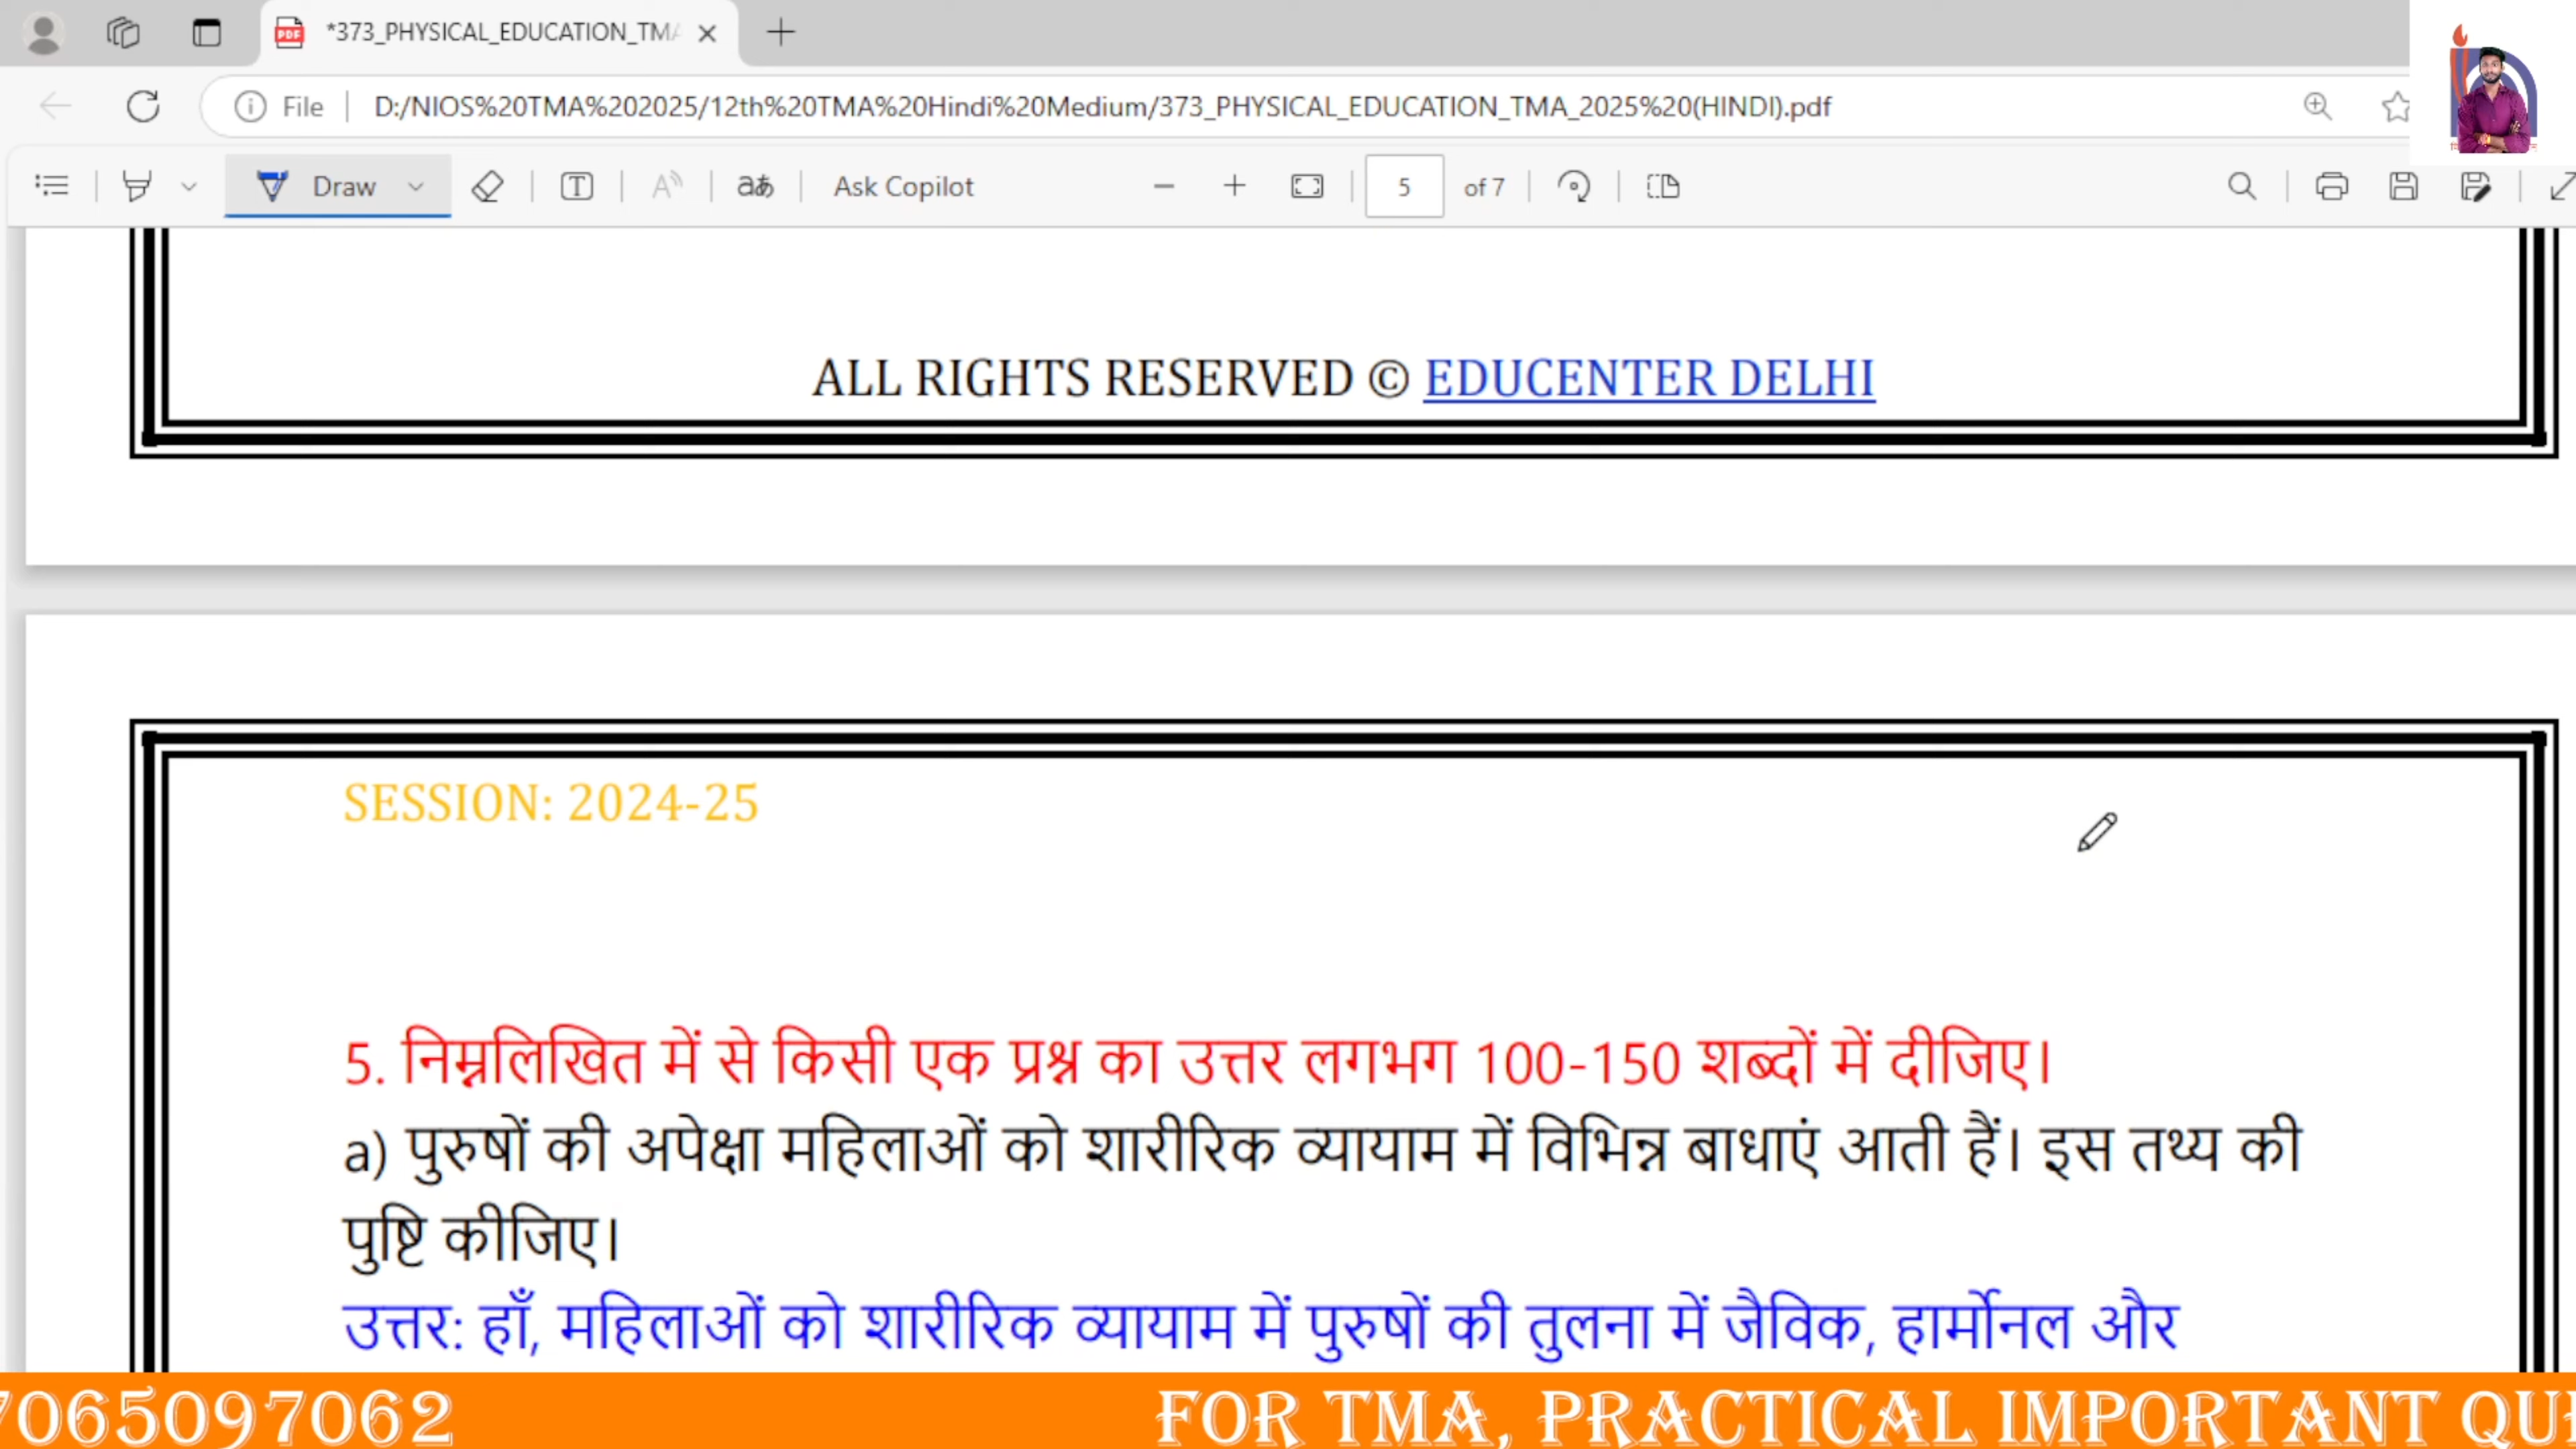 *373_PHYSICAL_EDUCATION_TMA
File
D:/NIOS%20TMA%202025/12th%20TMA%20Hindi%20Medium/373_PHYSICAL_EDUCATION_TMA_2025%20(HINDI).pdf
Draw
Ask Copilot
5 of 7
ALL RIGHTS RESERVED © EDUCENTER DELHI
SESSION: 2024-25
5. निम्नलिखित में से किसी एक प्रश्न का उत्तर लगभग 100-150 शब्दों में दीजिए।
a) पुरुषों की अपेक्षा महिलाओं को शारीरिक व्यायाम में विभिन्न बाधाएं आती हैं। इस तथ्य की
पुष्टि कीजिए।
उत्तर: हाँ, महिलाओं को शारीरिक व्यायाम में पुरुषों की तुलना में जैविक, हार्मोनल और
7065097062 FOR TMA, PRACTICAL IMPORTANT QU